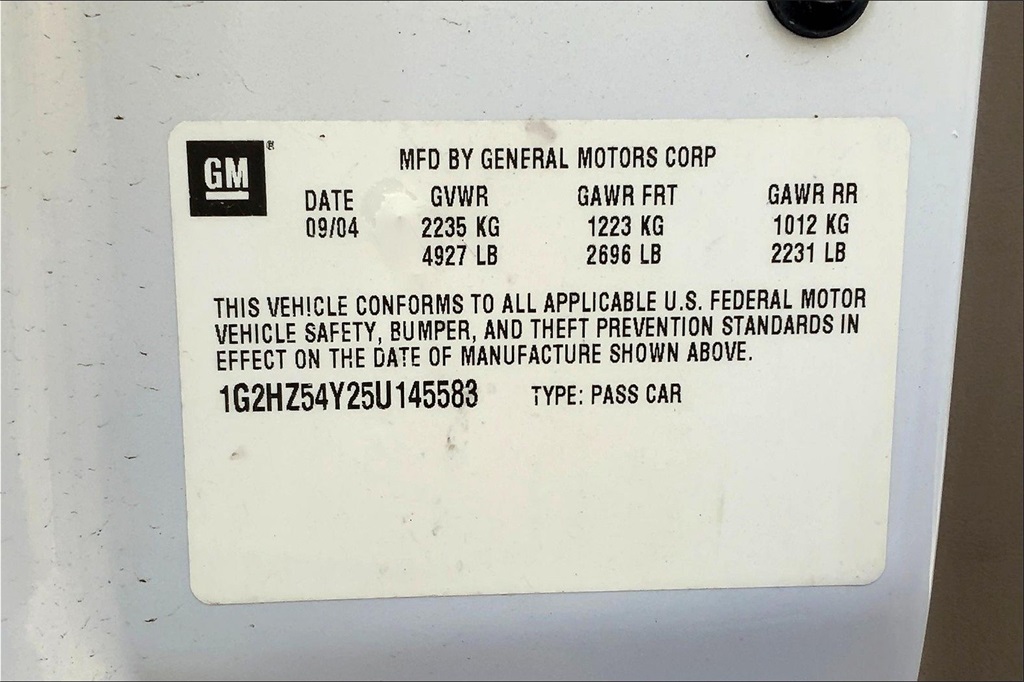 GM®
MFD BY GENERAL MOTORS CORP
DATE GVWR GAWR FRT GAWR RR
09/04 2235 KG 1223 KG 1012 KG
4927 LB 2696 LB 2231 LB
THIS VEHICLE CONFORMS TO ALL APPLICABLE U.S. FEDERAL MOTOR
VEHICLE SAFETY, BUMPER, AND THEFT PREVENTION STANDARDS IN
EFFECT ON THE DATE OF MANUFACTURE SHOWN ABOVE.
1G2HZ54Y25U145583 TYPE: PASS CAR